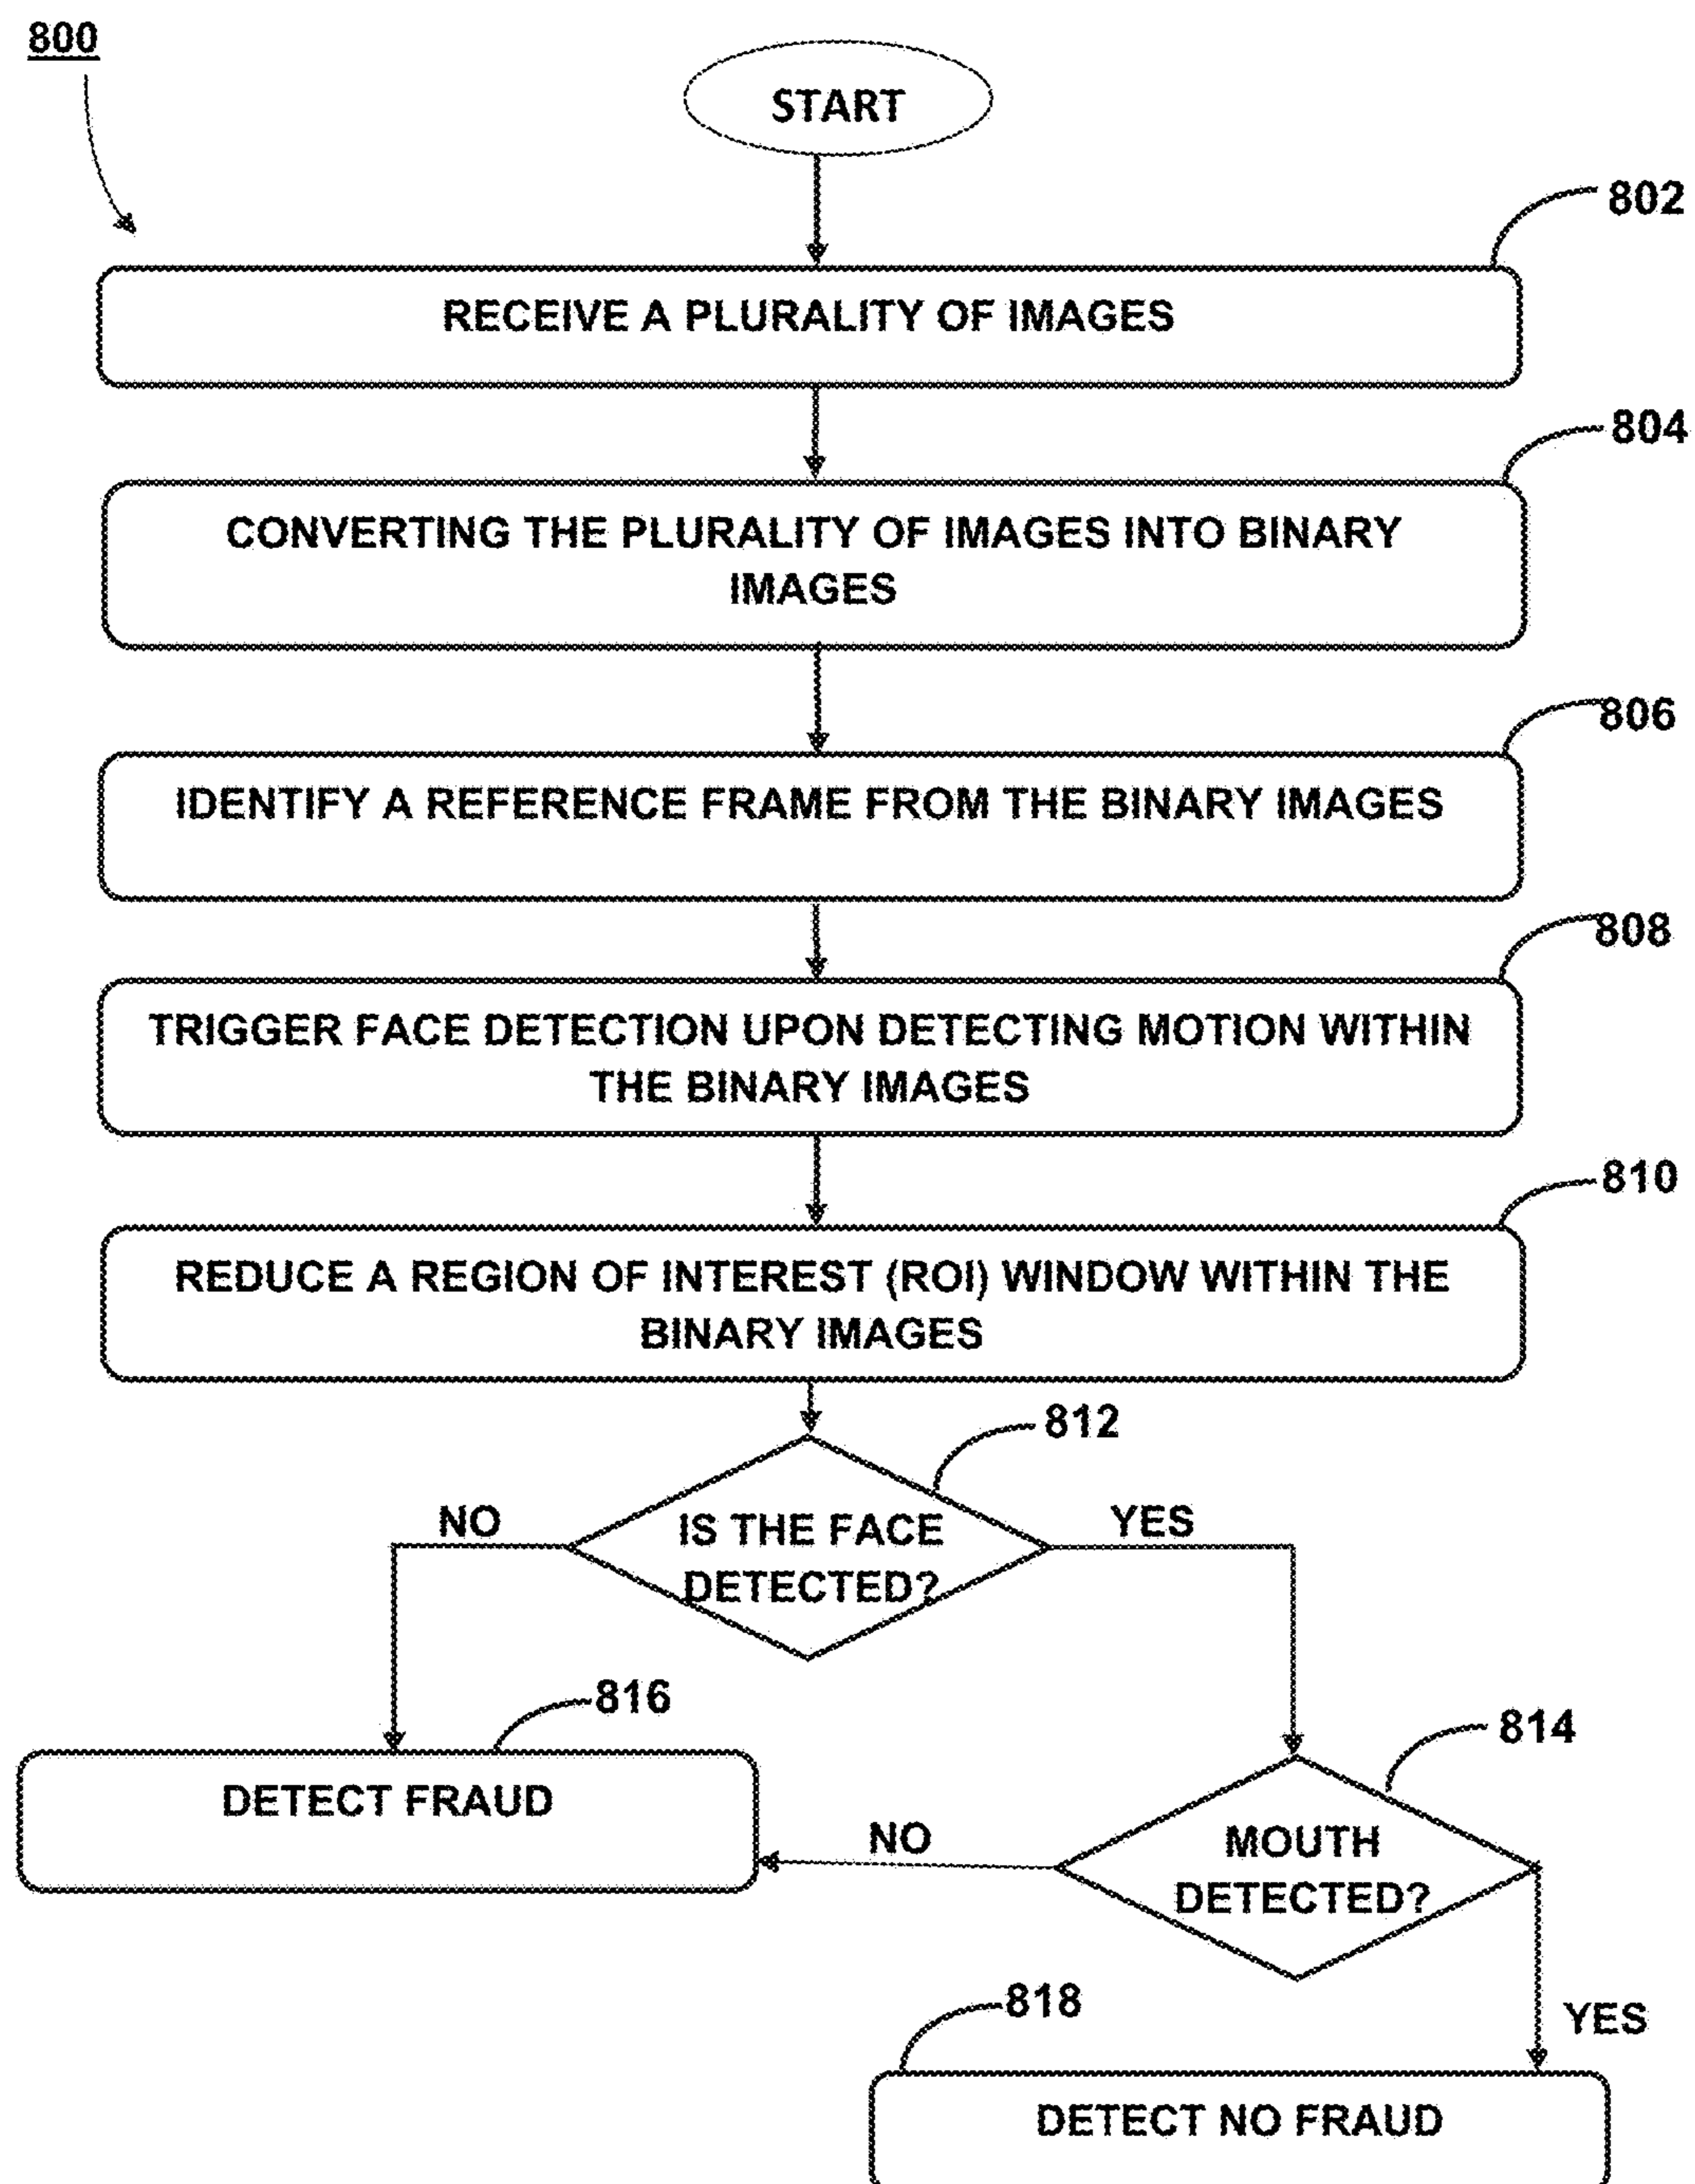 800
START
802
RECEIVE A PLURALITY OF IMAGES
804
CONVERTING THE PLURALITY OF IMAGES INTO BINARY
IMAGES
806
IDENTIFY A REFERENCE FRAME FROM THE BINARY IMAGES
808
TRIGGER FACE DETECTION UPON DETECTING MOTION WITHIN
THE BINARY IMAGES
810
REDUCE A REGION OF INTEREST (ROI) WINDOW WITHIN THE
BINARY IMAGES
812
NO
IS THE FACE
DETECTED?
YES
816
DETECT FRAUD
814
NO
MOUTH
DETECTED?
YES
818
DETECT NO FRAUD